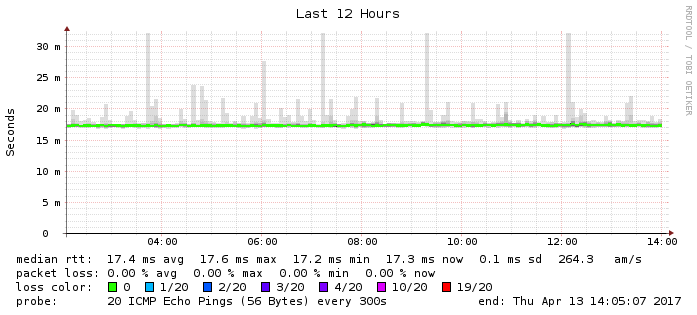 Last 12 Hours
RRDTOOL / TOBI OETIKER
Seconds
30 m
25 m
20 m
15 m
10 m
5 m
0
04:00 06:00 08:00 10:00 12:00 14:00
median rtt: 17.4 ms avg 17.6 ms max 17.2 ms min 17.3 ms now 0.1 ms sd 264.3 am/s
packet loss: 0.00 % avg 0.00 % max 0.00 % min 0.00 % now
loss color: 0 1/20 2/20 3/20 4/20 10/20 19/20
probe: 20 ICMP Echo Pings (56 Bytes) every 300s end: Thu Apr 13 14:05:07 2017